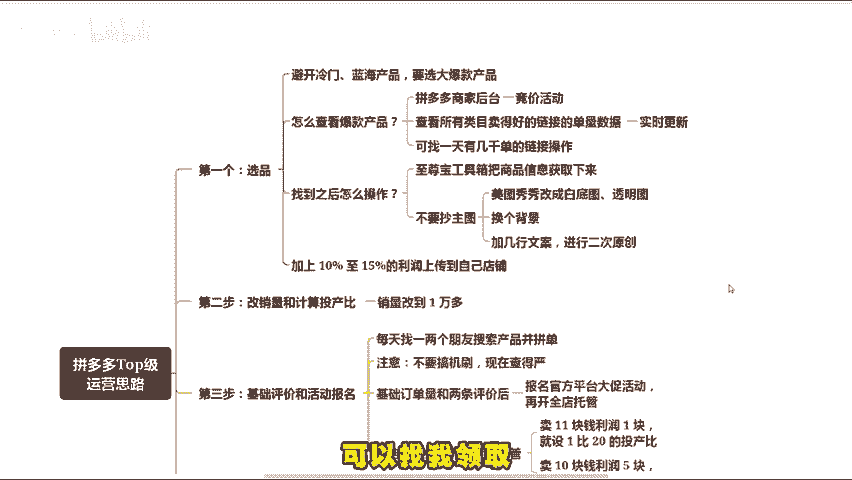 避开冷门、蓝海产品，要选大爆款产品
拼多多商家后台
竞价活动
怎么查看爆款产品？
查看所有类目卖得好的链接的单量数据
实时更新
可找一天有几千单的链接操作
第一个：选品
至尊宝工具箱把商品信息获取下来
找到之后怎么操作？
美图秀秀改成白底图、透明图
不要抄主图
换个背景
加几行文案，进行二次原创
加上 10% 至 15%的利润上传到自己店铺
第二步：改销量和计算投产比
销量改到 1 万多
拼多多Top级
运营思路
每天找一两个朋友搜索产品并拼单
注意：不要搞机刷，现在查得严
第三步：基础评价和活动报名
基础订单量和两条评价后
报名官方平台大促活动，
再开全店托管
卖 11 块钱利润 1 块，
就设 1 比 20 的投产比
卖 10 块钱利润 5 块，
可以找我领取